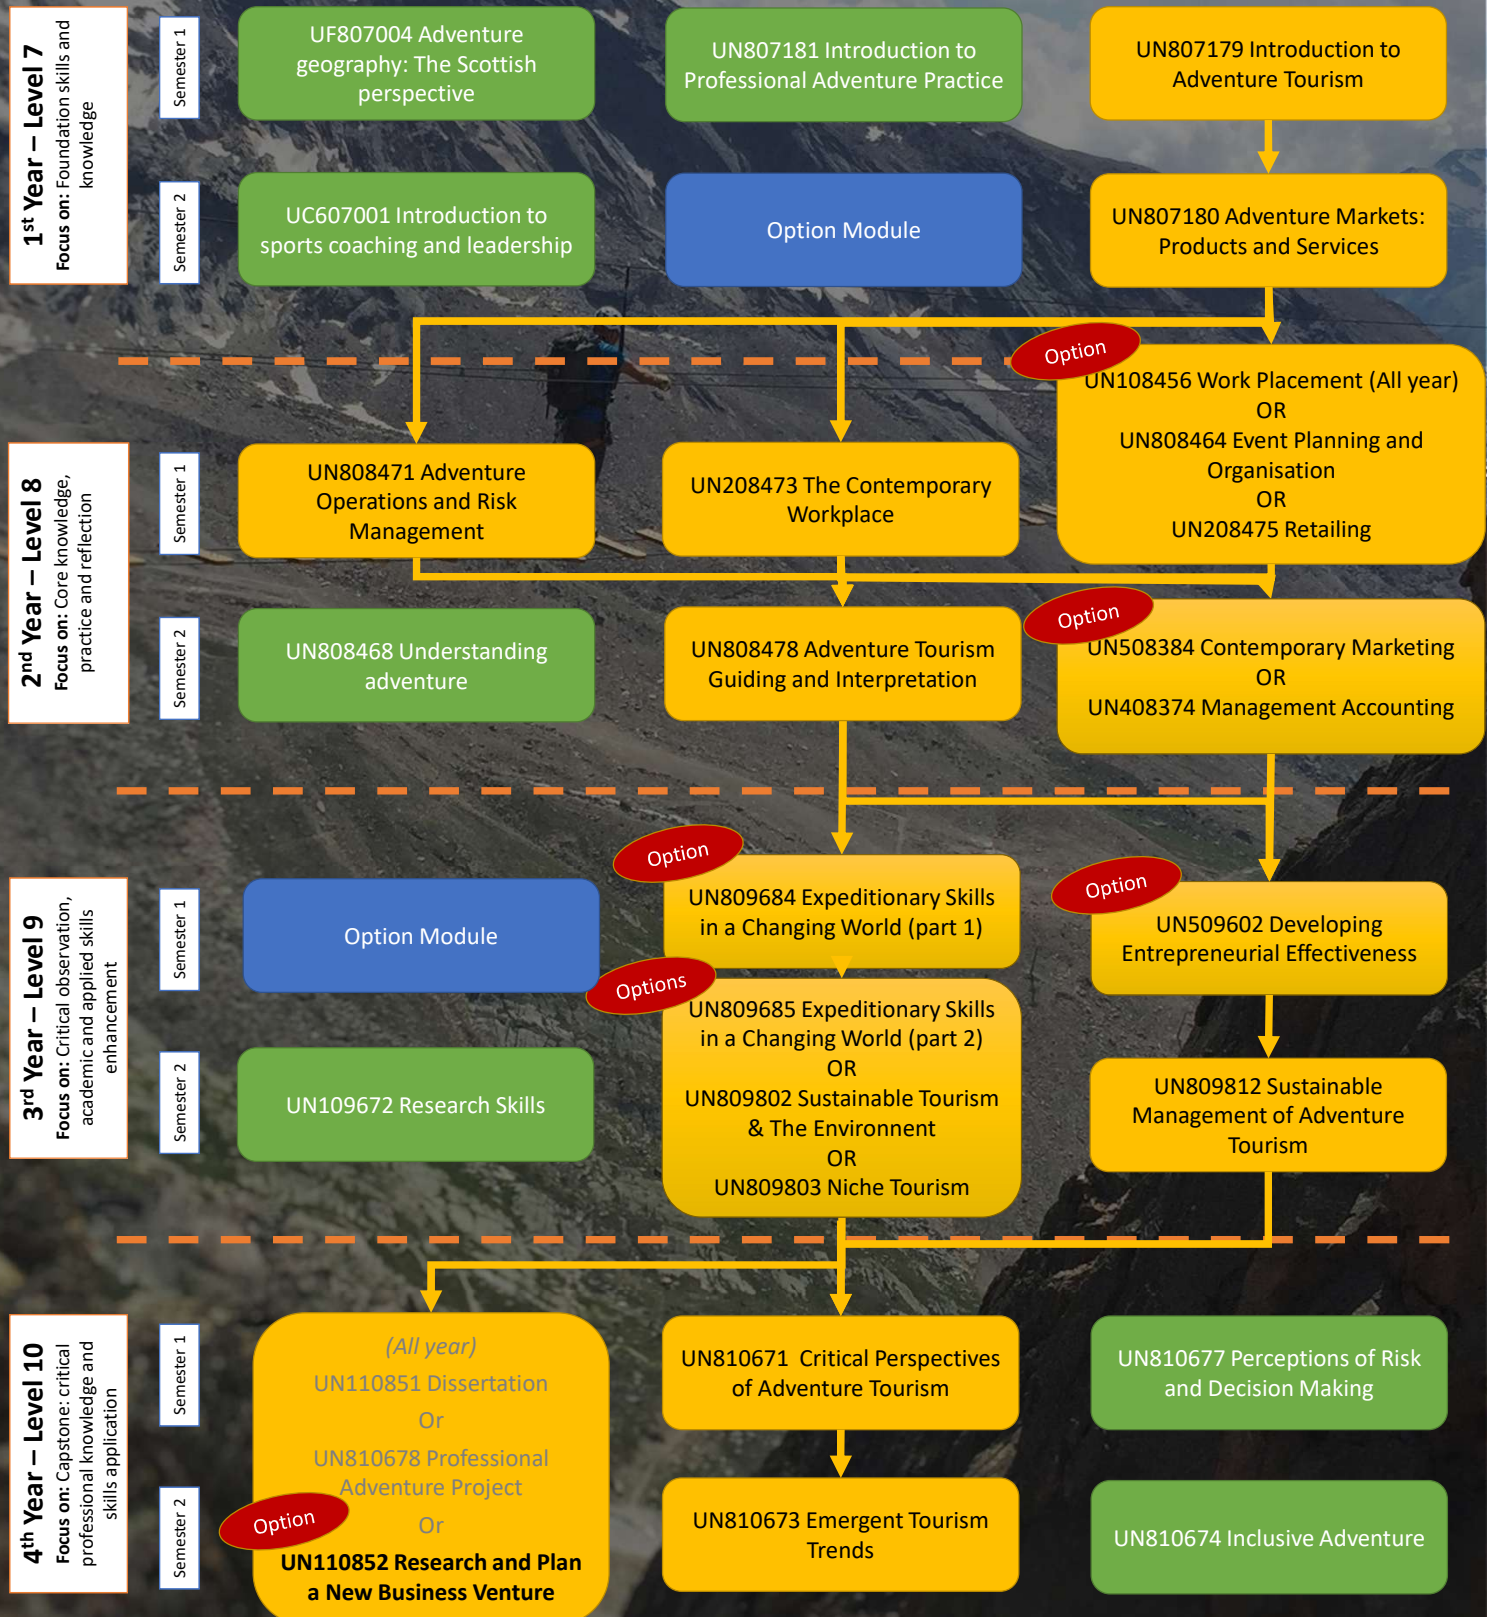 1st Year – Level 7
Focus on: Foundation skills and
knowledge
Semester 1
UF807004 Adventure
geography: The Scottish
perspective
UN807181 Introduction to
Professional Adventure Practice
UN807179 Introduction to
Adventure Tourism
Semester 2
UC607001 Introduction to
sports coaching and leadership
Option Module
UN807180 Adventure Markets:
Products and Services
2nd Year – Level 8
Focus on: Core knowledge,
practice and reflection
Semester 1
UN808471 Adventure
Operations and Risk
Management
UN208473 The Contemporary
Workplace
Option
UN108456 Work Placement (All year)
OR
UN808464 Event Planning and
Organisation
OR
UN208475 Retailing
Semester 2
UN808468 Understanding
adventure
UN808478 Adventure Tourism
Guiding and Interpretation
Option
UN508384 Contemporary Marketing
OR
UN408374 Management Accounting
3rd Year – Level 9
Focus on: Critical observation,
academic and applied skills
enhancement
Semester 1
Option Module
Option
UN809684 Expeditionary Skills
in a Changing World (part 1)
Option
UN509602 Developing
Entrepreneurial Effectiveness
Semester 2
UN109672 Research Skills
Options
UN809685 Expeditionary Skills
in a Changing World (part 2)
OR
UN809802 Sustainable Tourism
& The Environnent
OR
UN809803 Niche Tourism
UN809812 Sustainable
Management of Adventure
Tourism
4th Year – Level 10
Focus on: Capstone: critical
professional knowledge and
skills application
Semester 1
(All year)
UN110851 Dissertation
Or
UN810678 Professional
Adventure Project
Or
Option
UN110852 Research and Plan
a New Business Venture
UN810671 Critical Perspectives
of Adventure Tourism
UN810677 Perceptions of Risk
and Decision Making
Semester 2
UN810673 Emergent Tourism
Trends
UN810674 Inclusive Adventure